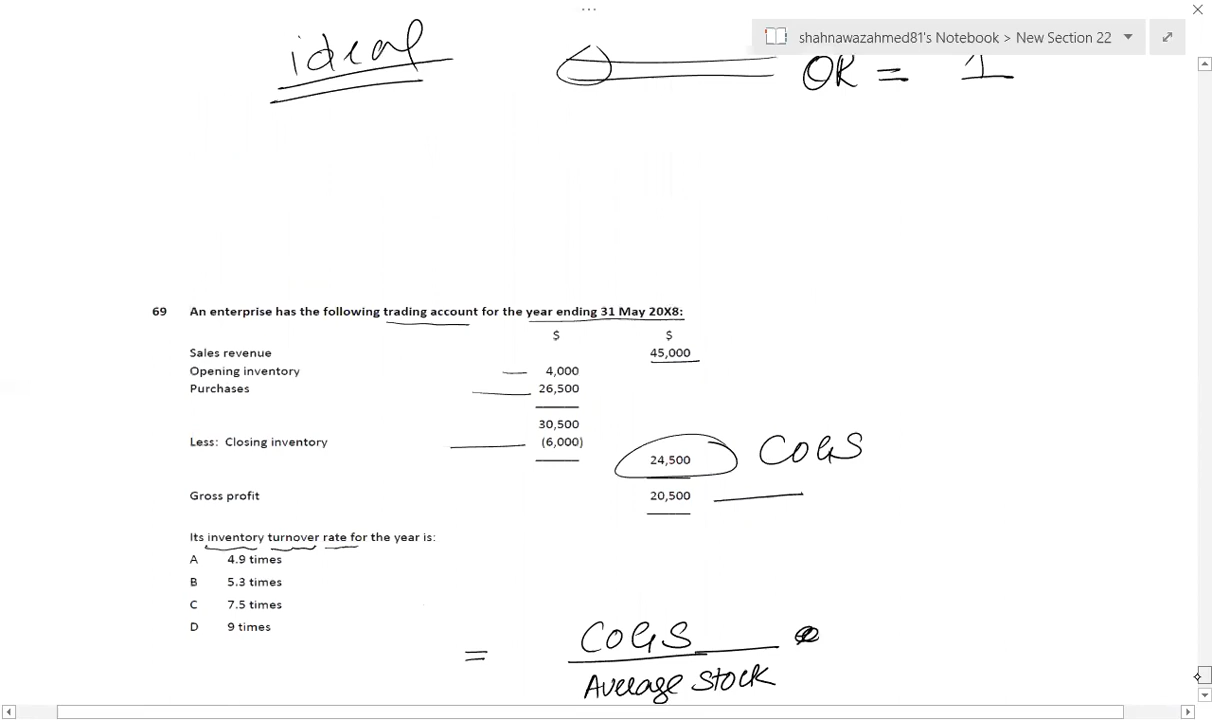 shahnawazahmed81's Notebook > New Section 22
ideal
OR = 1
69 An enterprise has the following trading account for the year ending 31 May 20X8:
$ $
Sales revenue 45,000
Opening inventory 4,000
Purchases 26,500
30,500
Less: Closing inventory (6,000)
24,500 COGS
Gross profit 20,500
Its inventory turnover rate for the year is:
A 4.9 times
B 5.3 times
C 7.5 times
D 9 times
= COGS
Average Stock